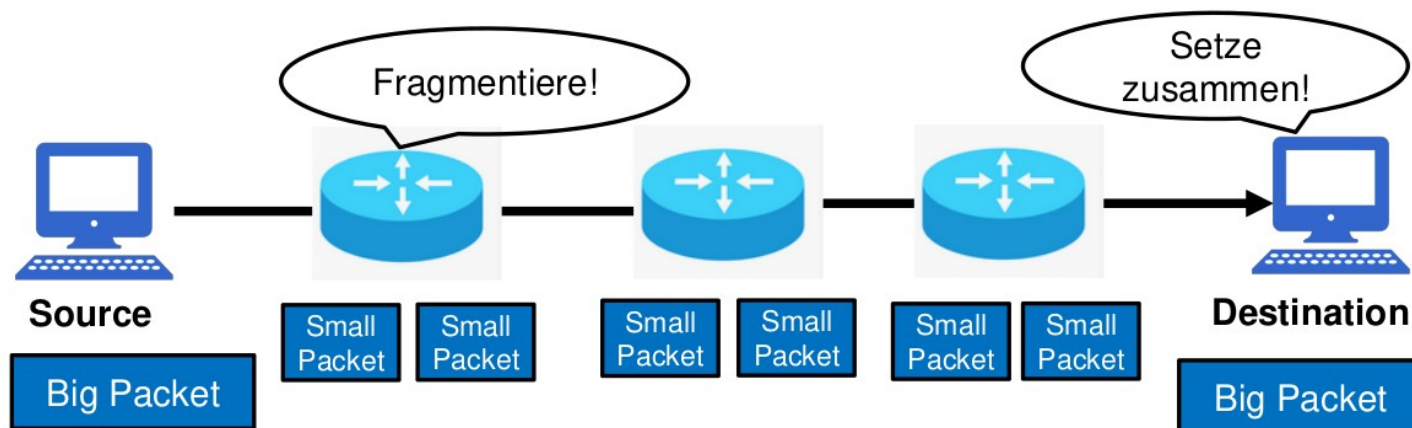 Fragmentiere!
Setze
zusammen!
Source
Destination
Big Packet
Small
Packet
Small
Packet
Small
Packet
Small
Packet
Small
Packet
Small
Packet
Big Packet